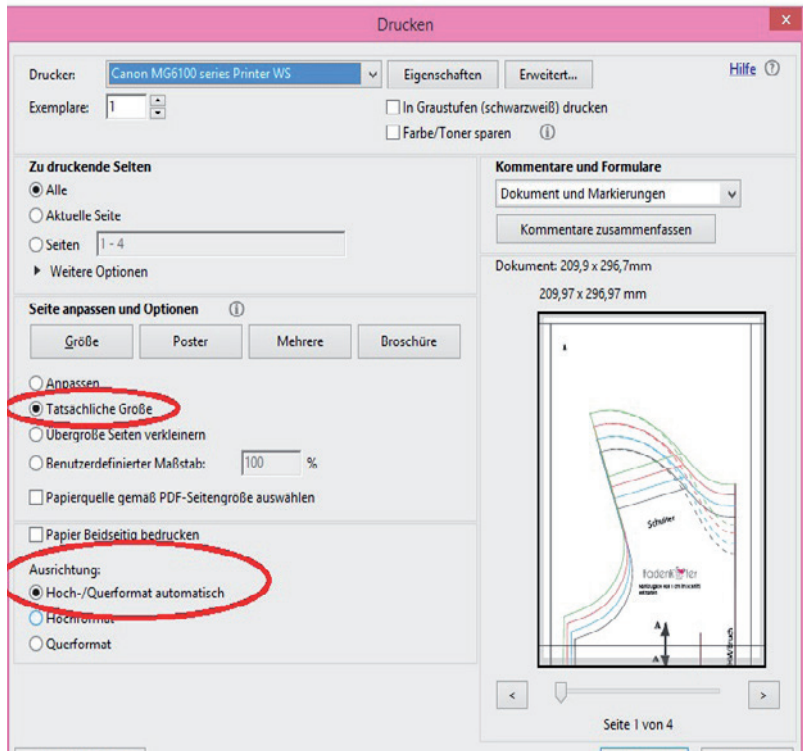 Drucken
x
Drucker: Canon MG6100 series Printer WS Eigenschaften Erweitert... Hilfe ?
Exemplare: 1 In Graustufen (schwarzweiß) drucken
Farbe/Toner sparen i
Zu druckende Seiten
Alle
Aktuelle Seite
Seiten 1 - 4
Weitere Optionen
Kommentare und Formulare
Dokument und Markierungen
Kommentare zusammenfassen
Seite anpassen und Optionen i
Größe Poster Mehrere Broschüre
Anpassen
Tatsächliche Größe
Übergroße Seiten verkleinern
Benutzerdefinierter Maßstab: 100 %
Papierquelle gemäß PDF-Seitengröße auswählen
Papier Beidseitig bedrucken
Ausrichtung:
Hoch-/Querformat automatisch
Hochformat
Querformat
Dokument: 209,9 x 296,7mm
209,97 x 296,97 mm
Schulter
A
A
< >
Seite 1 von 4